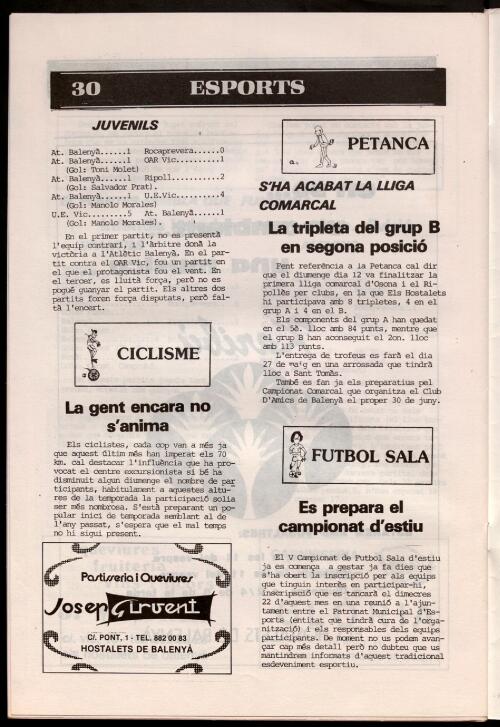 30 ESPORTS
JUVENILS
At. Balenyà......1 Rocaprevera......0
At. Balenyà......1 OAR Vic..........1
(Gol: Toni Molet)
At. Balenyà......1 Ripoll...........2
(Gol: Salvador Prat).
At. Balenyà......1 U.E.Vic..........4
(Gol: Manolo Morales)
U.E. Vic.........5 At. Balenyà......1
(Gol: Manolo Morales).
En el primer partit, no es presentà
l'equip contrari, i l'àrbitre donà la
victòria a l'Atlètic Balenyà. En el par-
tit contra el OAR Vic, fou un partit en
el que el protagonista fou el vent. En
el tercer, es lluità força, però no es
pogué guanyar el partit. Els altres dos
partits foren força disputats, però fal-
tà l'encert.
CICLISME
La gent encara no
s'anima
Els ciclistes, cada cop van a més ja
que aquest últim més han imperat els 70
km. cal destacar l'influència que ha pro-
vocat el centre excursionista si bé ha
disminuit algun diumenge el nombre de par
ticipants, hàbitulament a aquestes altu-
res de la temporada la participació solia
ser més nombrosa. S'està preparant un po-
pular inici de temporada semblant al de
l'any passat, s'espera que el mal temps
no hi sigui present.
Pastisseria i Queviures
Josep Girvent
C/. PONT, 1 - TEL. 882 00 83
HOSTALETS DE BALENYÀ
PETANCA
S'HA ACABAT LA LLIGA
COMARCAL
La tripleta del grup B
en segona posició
Fent referència a la Petanca cal dir
que el diumenge dia 12 va finalitzar la
primera lliga comarcal d'Osona i el Ri-
pollès per clubs, en la que Els Hostalets
hi participava amb 8 tripletes, 4 en el
grup A i 4 en el B.
Els components del grup A han quedat
en el 5è. lloc amb 84 punts, mentre que
el grup B han aconseguit el 2on. lloc
amb 113 punts.
L'entrega de trofeus es farà el dia
27 de maig en una arrossada que tindrà
lloc a Sant Tomàs.
També es fan ja els preparatius pel
Campionat Comarcal que organitza el Club
D'Amics de Balenyà el proper 30 de juny.
FUTBOL SALA
Es prepara el
campionat d'estiu
El V Campionat de Futbol Sala d'estiu
ja es comença a gestar ja fa dies que
s'ha obert la inscripció per als equips
que tinguin interès en participar-hi,
inscripció que es tancarà el dimecres
22 d'aquest mes en una reunió a l'ajun-
tament entre el Patronat Municipal d'Es-
ports (entitat que tindrà cura de l'orga-
nització) i els responsables dels equips
participants. De moment no us podem avan-
çar cap més detall però no dubteu que us
mantindrem informats d'aquest tradicional
esdeveniment esportiu.